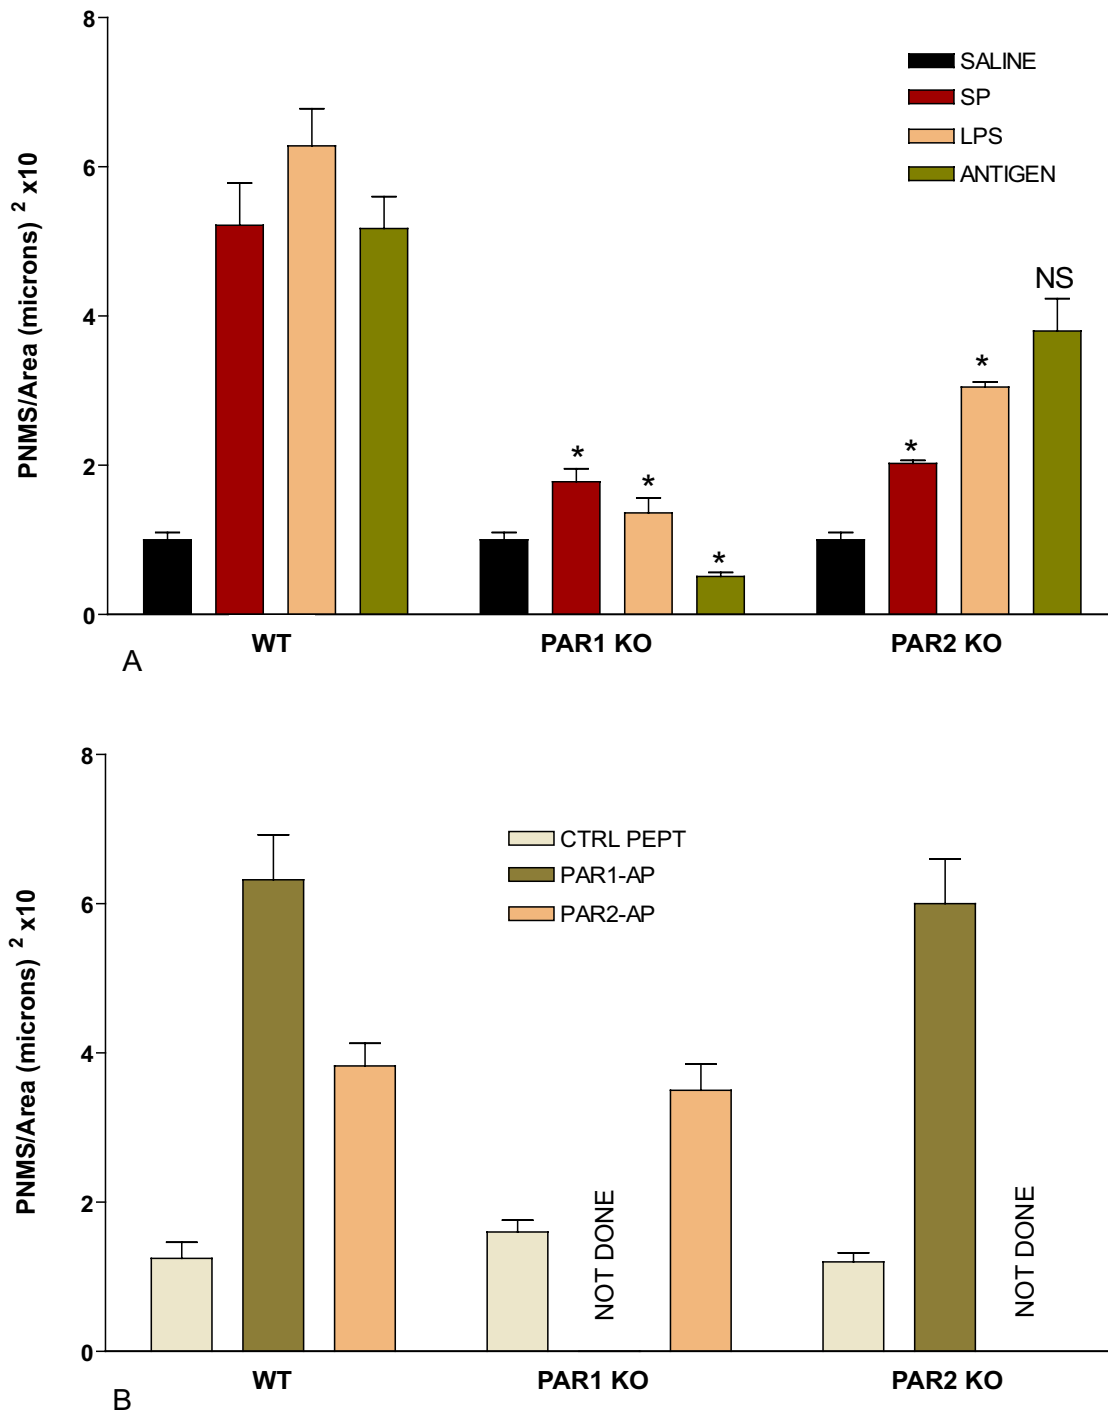 8
6
4
2
0
PNMS/Area (microns) 2 x10
SALINE
SP
LPS
ANTIGEN
*
*
*
*
*
NS
WT
PAR1 KO
PAR2 KO
A
8
6
4
2
0
PNMS/Area (microns) 2 x10
CTRL PEPT
PAR1-AP
PAR2-AP
NOT DONE
NOT DONE
WT
PAR1 KO
PAR2 KO
B